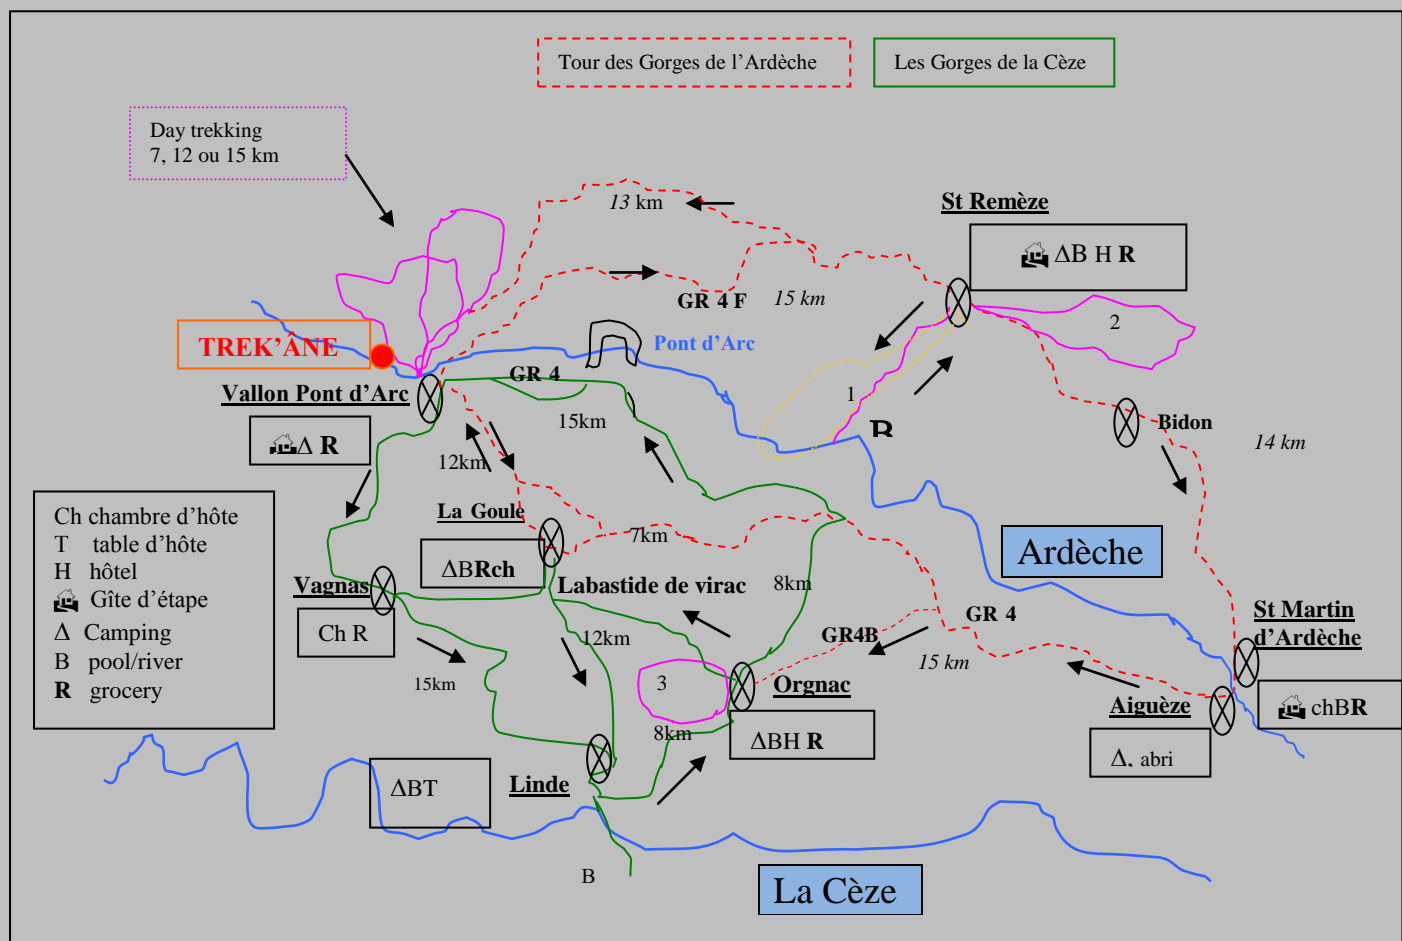 Tour des Gorges de l'Ardèche
Les Gorges de la Cèze
Day trekking
7, 12 ou 15 km
13 km
St Remèze
Δ B H R
GR 4 F
15 km
2
TREK'ÂNE
Pont d'Arc
GR 4
Vallon Pont d'Arc
1
B
15km
Bidon
14 km
Δ R
12km
La Goule
7km
Ardèche
ΔBRch
Labastide de virac
8km
Vagnas
Ch R
Ch chambre d'hôte
T table d'hôte
H hôtel
Gîte d'étape
Δ Camping
B pool/river
R grocery
12km
GR4B
GR 4
15 km
St Martin
d'Ardèche
15km
3
Orgnac
Aiguèze
chBR
8km
ΔBH R
Δ, abri
Linde
ΔBT
B
La Cèze